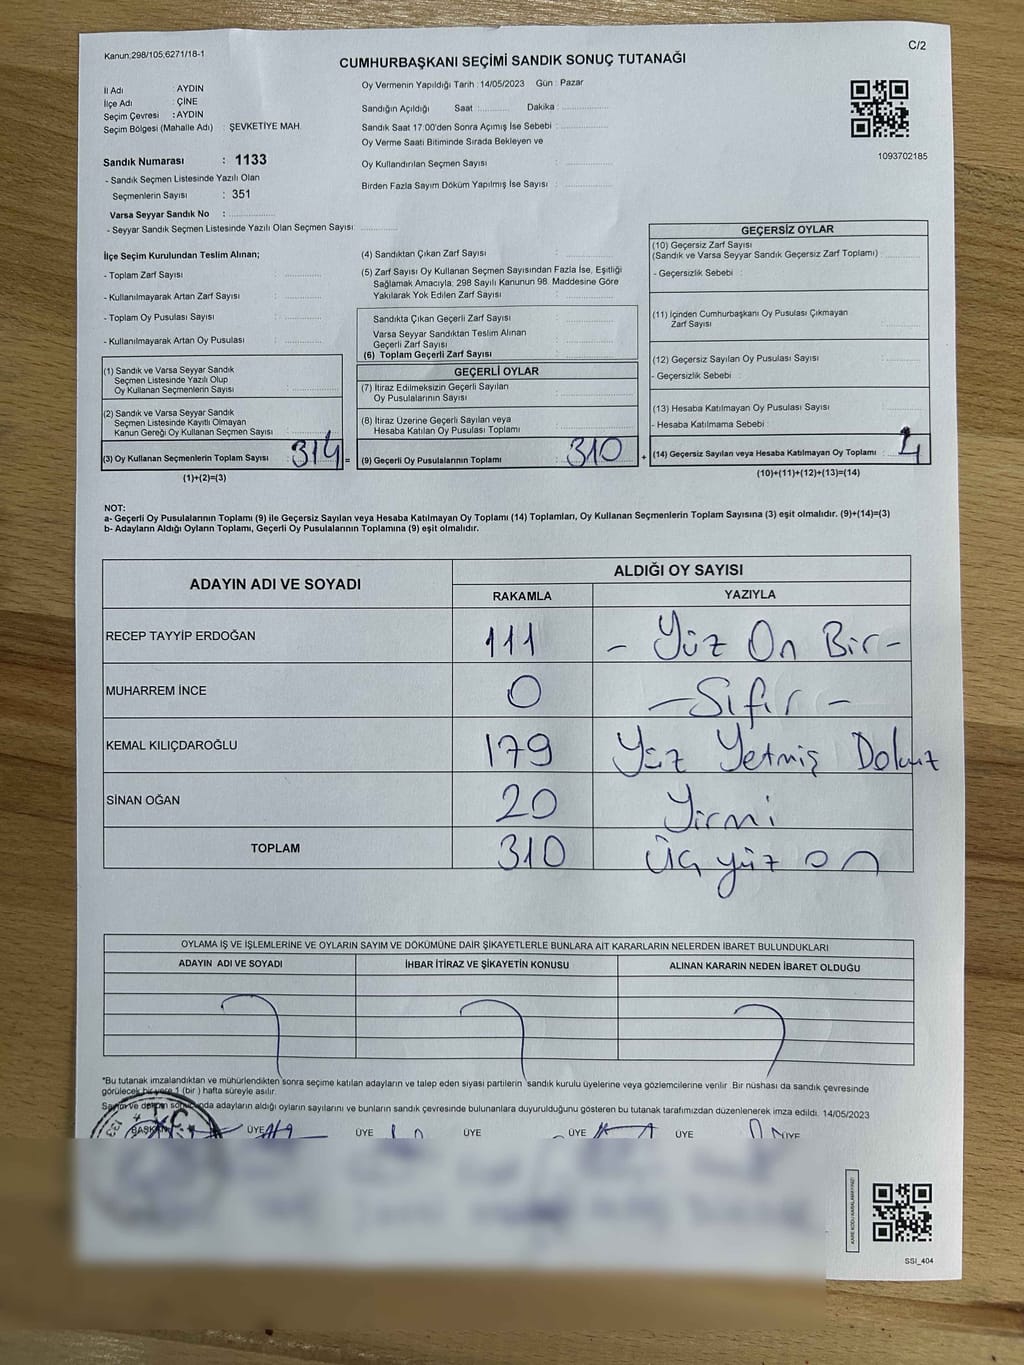 Kanun:298/105,6271/18-1
C/2
CUMHURBAŞKANI SEÇİMİ SANDIK SONUÇ TUTANAĞI
İl Adı : AYDIN
İlçe Adı : ÇİNE
Seçim Çevresi : AYDIN
Seçim Bölgesi (Mahalle Adı) : ŞEVKETİYE MAH.
Sandık Numarası : 1133
- Sandık Seçmen Listesinde Yazılı Olan
Seçmenlerin Sayısı : 351
Varsa Seyyar Sandık No :
- Seyyar Sandık Seçmen Listesinde Yazılı Olan Seçmen Sayısı:
Oy Vermenin Yapıldığı Tarih : 14/05/2023 Gün : Pazar
Sandığın Açıldığı Saat : Dakika :
Sandık Saat 17:00'den Sonra Açımış İse Sebebi :
Oy Verme Saati Bitiminde Sırada Bekleyen ve
Oy Kullandırılan Seçmen Sayısı :
Birden Fazla Sayım Döküm Yapılmış İse Sayısı :
1093702185
İlçe Seçim Kurulundan Teslim Alınan;
- Toplam Zarf Sayısı :
- Kullanılmayarak Artan Zarf Sayısı :
- Toplam Oy Pusulası Sayısı :
- Kullanılmayarak Artan Oy Pusulası :
(1) Sandık ve Varsa Seyyar Sandık
Seçmen Listesinde Yazılı Olup
Oy Kullanan Seçmenlerin Sayısı :
(2) Sandık ve Varsa Seyyar Sandık
Seçmen Listesinde Kayıtlı Olmayan
Kanun Gereği Oy Kullanan Seçmen Sayısı :
(3) Oy Kullanan Seçmenlerin Toplam Sayısı : 314 =
(1)+(2)=(3)
(4) Sandıktan Çıkan Zarf Sayısı :
(5) Zarf Sayısı Oy Kullanan Seçmen Sayısından Fazla İse, Eşitliği
Sağlamak Amacıyla; 298 Sayılı Kanunun 98. Maddesine Göre
Yakılarak Yok Edilen Zarf Sayısı :
Sandıkta Çıkan Geçerli Zarf Sayısı :
Varsa Seyyar Sandıktan Teslim Alınan
Geçerli Zarf Sayısı :
(6) Toplam Geçerli Zarf Sayısı :
GEÇERLİ OYLAR
(7) İtiraz Edilmeksizin Geçerli Sayılan
Oy Pusulalarının Sayısı :
(8) İtiraz Üzerine Geçerli Sayılan veya
Hesaba Katılan Oy Pusulası Toplamı :
(9) Geçerli Oy Pusulalarının Toplamı : 310 +
GEÇERSİZ OYLAR
(10) Geçersiz Zarf Sayısı
(Sandık ve Varsa Seyyar Sandık Geçersiz Zarf Toplamı) :
- Geçersizlik Sebebi :
(11) İçinden Cumhurbaşkanı Oy Pusulası Çıkmayan
Zarf Sayısı :
(12) Geçersiz Sayılan Oy Pusulası Sayısı :
- Geçersizlik Sebebi :
(13) Hesaba Katılmayan Oy Pusulası Sayısı :
- Hesaba Katılmama Sebebi :
(14) Geçersiz Sayılan veya Hesaba Katılmayan Oy Toplamı : 4
(10)+(11)+(12)+(13)=(14)
NOT:
a- Geçerli Oy Pusulalarının Toplamı (9) ile Geçersiz Sayılan veya Hesaba Katılmayan Oy Toplamı (14) Toplamları, Oy Kullanan Seçmenlerin Toplam Sayısına (3) eşit olmalıdır. (9)+(14)=(3)
b- Adayların Aldığı Oyların Toplamı, Geçerli Oy Pusulalarının Toplamına (9) eşit olmalıdır.
ADAYIN ADI VE SOYADI
ALDIĞI OY SAYISI
RAKAMLA YAZIYLA
RECEP TAYYİP ERDOĞAN 111 - Yüz On Bir -
MUHARREM İNCE 0 - Sıfır -
KEMAL KILIÇDAROĞLU 179 Yüz Yetmiş Dokuz
SİNAN OĞAN 20 Yirmi
TOPLAM 310 Üç yüz on
OYLAMA İŞ VE İŞLEMLERİNE VE OYLARIN SAYIM VE DÖKÜMÜNE DAİR ŞİKAYETLERLE BUNLARA AİT KARARLARIN NELERDEN İBARET BULUNDUKLARI
ADAYIN ADI VE SOYADI İHBAR İTİRAZ VE ŞİKAYETİN KONUSU ALINAN KARARIN NEDEN İBARET OLDUĞU
*Bu tutanak imzalandıktan ve mühürlendikten sonra seçime katılan adayların ve talep eden siyasi partilerin sandık kurulu üyelerine veya gözlemcilerine verilir. Bir nüshası da sandık çevresinde
görülecek bir yere 1 (bir) hafta süreyle asılır.
Sayım ve döküm sonucunda adayların aldığı oyların sayılarını ve bunların sandık çevresinde bulunanlara duyurulduğunu gösteren bu tutanak tarafımızdan düzenlenerek imza edildi. 14/05/2023
BAŞKAN ÜYE ÜYE ÜYE ÜYE ÜYE ÜYE
SSI_404